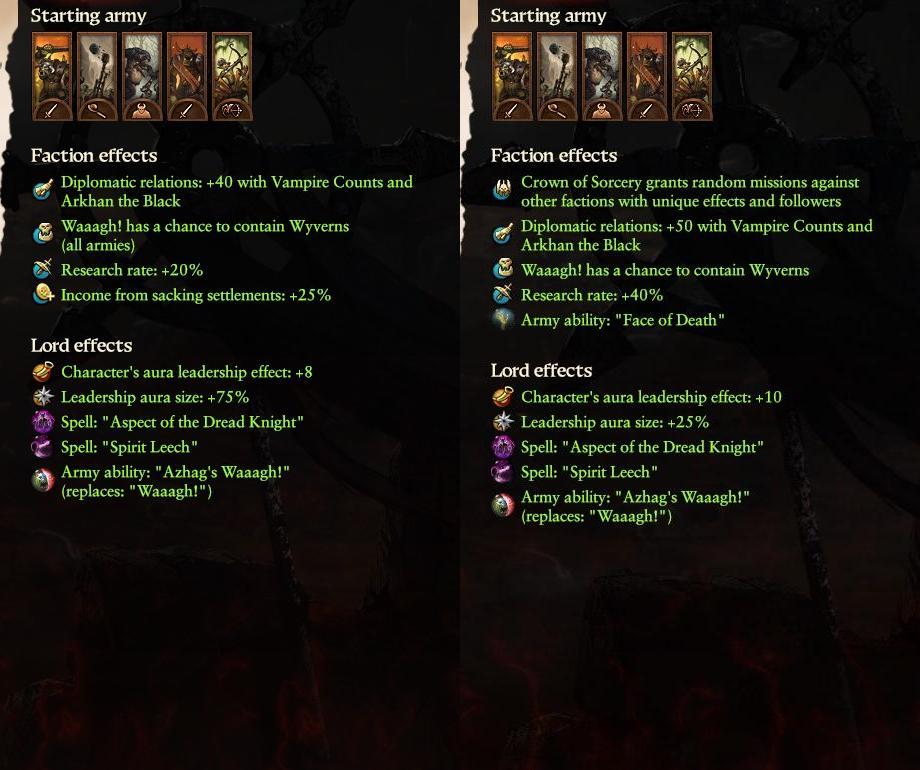 Starting army
Faction effects
Diplomatic relations: +40 with Vampire Counts and
Arkhan the Black
Waaagh! has a chance to contain Wyverns
(all armies)
Research rate: +20%
Income from sacking settlements: +25%
Lord effects
Character's aura leadership effect: +8
Leadership aura size: +75%
Spell: "Aspect of the Dread Knight"
Spell: "Spirit Leech"
Army ability: "Azhag's Waaagh!"
(replaces: "Waaagh!")
Starting army
Faction effects
Crown of Sorcery grants random missions against
other factions with unique effects and followers
Diplomatic relations: +50 with Vampire Counts and
Arkhan the Black
Waaagh! has a chance to contain Wyverns
Research rate: +40%
Army ability: "Face of Death"
Lord effects
Character's aura leadership effect: +10
Leadership aura size: +25%
Spell: "Aspect of the Dread Knight"
Spell: "Spirit Leech"
Army ability: "Azhag's Waaagh!"
(replaces: "Waaagh!")